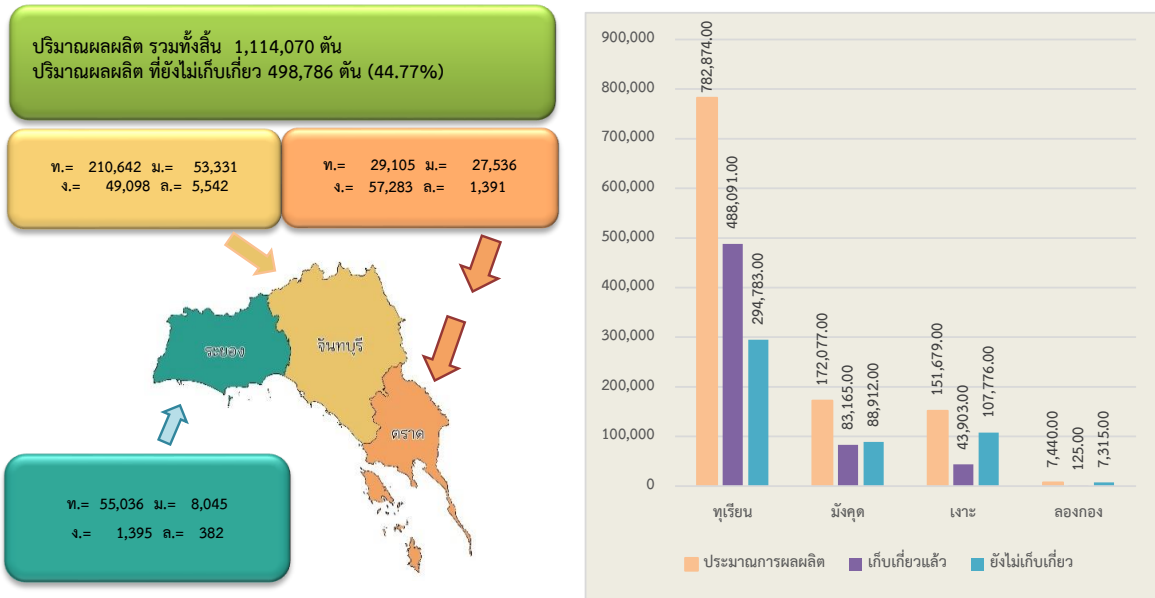 ปริมาณผลผลิต รวมทั้งสิ้น 1,114,070 ตัน
ปริมาณผลผลิต ที่ยังไม่เก็บเกี่ยว 498,786 ตัน (44.77%)
ท.= 210,642 ม.= 53,331
ง.= 49,098 ล.= 5,542
ท.= 29,105 ม.= 27,536
ง.= 57,283 ล.= 1,391
ระยอง
จันทบุรี
ตราด
ท.= 55,036 ม.= 8,045
ง.= 1,395 ล.= 382
900,000
800,000
700,000
600,000
500,000
400,000
300,000
200,000
100,000
0
782,874.00
488,091.00
294,783.00
172,077.00
83,165.00
88,912.00
151,679.00
43,903.00
107,776.00
7,440.00
125.00
7,315.00
ทุเรียน มังคุด เงาะ ลองกอง
ประมาณการผลผลิต เก็บเกี่ยวแล้ว ยังไม่เก็บเกี่ยว